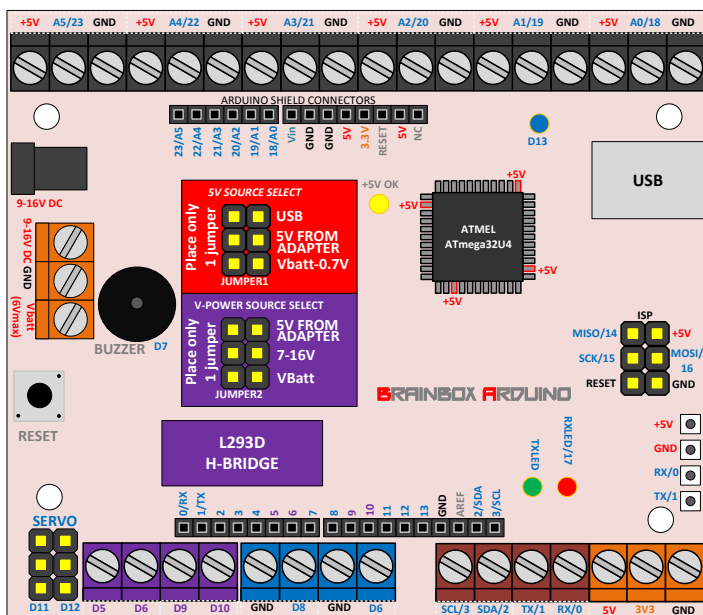 +5V A5/23 GND +5V A4/22 GND +5V A3/21 GND +5V A2/20 GND +5V A1/19 GND +5V A0/18 GND
ARDUINO SHIELD CONNECTORS
23/A5
22/A4
21/A3
20/A2
19/A1
18/A0
Vin
GND
GND
5V
3.3V
RESET
5V
NC
D13
9-16V DC
5V SOURCE SELECT
Place only
1 jumper
USB
5V FROM
ADAPTER
Vbatt-0.7V
JUMPER1
+5V OK
+5V
+5V
ATMEL
ATmega32U4
+5V
+5V
USB
9-16V DC
GND
Vbatt
(6Vmax)
BUZZER
D7
V-POWER SOURCE SELECT
Place only
1 jumper
5V FROM
ADAPTER
7-16V
VBatt
JUMPER2
ISP
MISO/14
+5V
SCK/15
MOSI/
16
RESET
GND
BRAINBOX ARDUINO
RESET
L293D
H-BRIDGE
TXLED
RXLED/17
+5V
GND
RX/0
TX/1
0/RX
1/TX
2
3
4
5
6
7
8
9
10
11
12
13
GND
AREF
2/SDA
3/SCL
SERVO
D11 D12
D5 D6 D9 D10
GND D8 GND D6
SCL/3 SDA/2 TX/1 RX/0
5V 3V3 GND